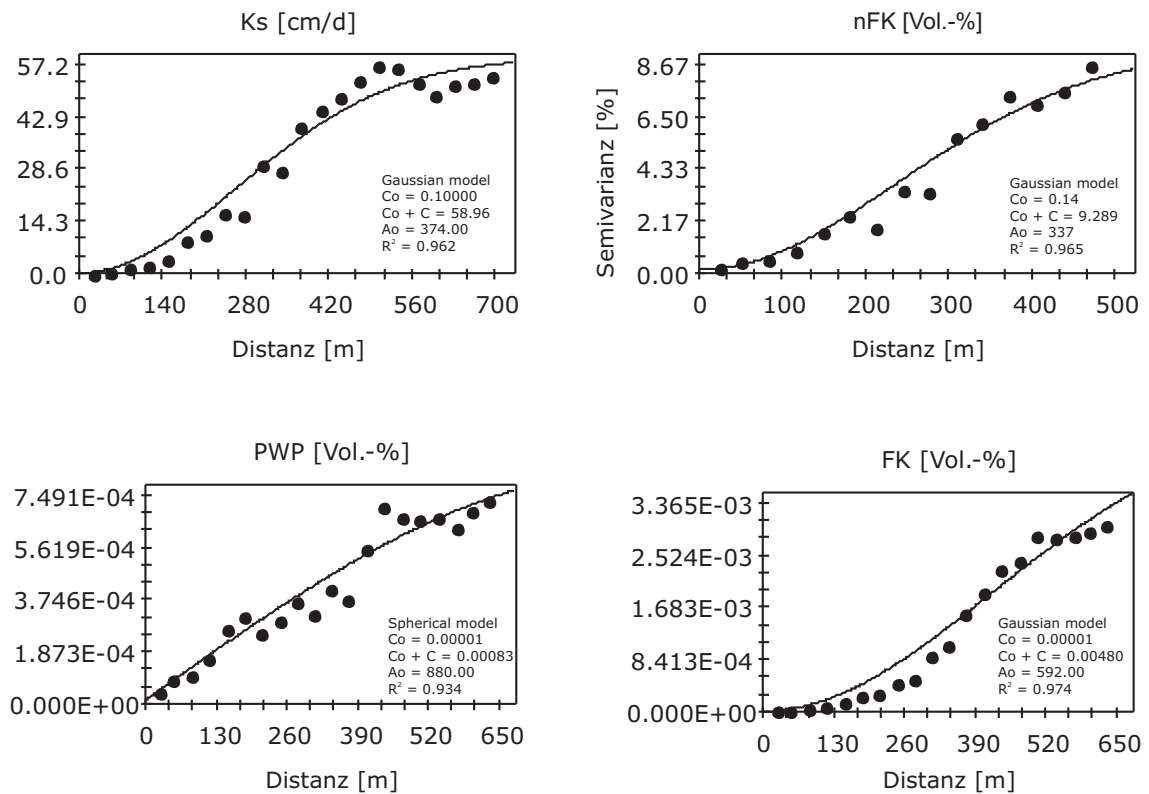 Ks [cm/d]
57.2
42.9
28.6
14.3
0.0
Gaussian model
Co = 0.10000
Co + C = 58.96
Ao = 374.00
R² = 0.962
0 140 280 420 560 700
Distanz [m]
nFK [Vol.-%]
Semivarianz [%]
8.67
6.50
4.33
2.17
0.00
Gaussian model
Co = 0.14
Co + C = 9.289
Ao = 337
R² = 0.965
0 100 200 300 400 500
Distanz [m]
PWP [Vol.-%]
7.491E-04
5.619E-04
3.746E-04
1.873E-04
0.000E+00
Spherical model
Co = 0.00001
Co + C = 0.00083
Ao = 880.00
R² = 0.934
0 130 260 390 520 650
Distanz [m]
FK [Vol.-%]
3.365E-03
2.524E-03
1.683E-03
8.413E-04
0.000E+00
Gaussian model
Co = 0.00001
Co + C = 0.00480
Ao = 592.00
R² = 0.974
0 130 260 390 520 650
Distanz [m]